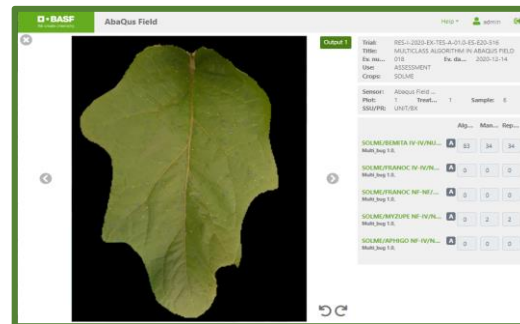 BASF
We create chemistry
AbaQus Field
Help
admin
Output 1
Trial: RES-I-2020-EK-TES-A-01.0-ES-E20-316
Title: MULTICLASS ALGORITHM IN ABAQUS FIELD
Ev. nu... 016 Ev. da... 2020-12-14
Use: ASSESSMENT
Crops: SOLME
Sensor: Abaqus Field ...
Plot: 1 Treat... 1 Sample: 8
SSU/PR: UNIT/BX
Alg... Man... Rep...
SOLME/BEMITA IV-IV/NU... A 83 34 34
Multi_bug 1.0.
SOLME/FRANOC IV-IV/N... A 0 0 0
Multi_bug 1.0.
SOLME/FRANOC NF-NF/... A 0 0 0
Multi_bug 1.0.
SOLME/MYZUPE NF-IV/N... A 0 2 2
Multi_bug 1.0.
SOLME/APHIGO NF-IV/N... A 0 0 0
Multi_bug 1.0.